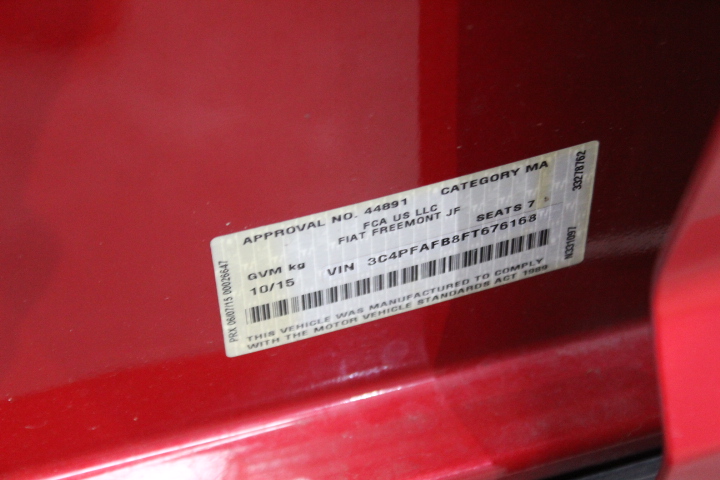 APPROVAL NO. 44891 CATEGORY MA
FCA US LLC
FIAT FREEMONT JF SEATS 7
GVM kg
10/15 VIN 3C4PFAFB8FT676168
THIS VEHICLE WAS MANUFACTURED TO COMPLY
WITH THE MOTOR VEHICLE STANDARDS ACT 1989
PRX 06/07/15 00026647
N331097 33278762